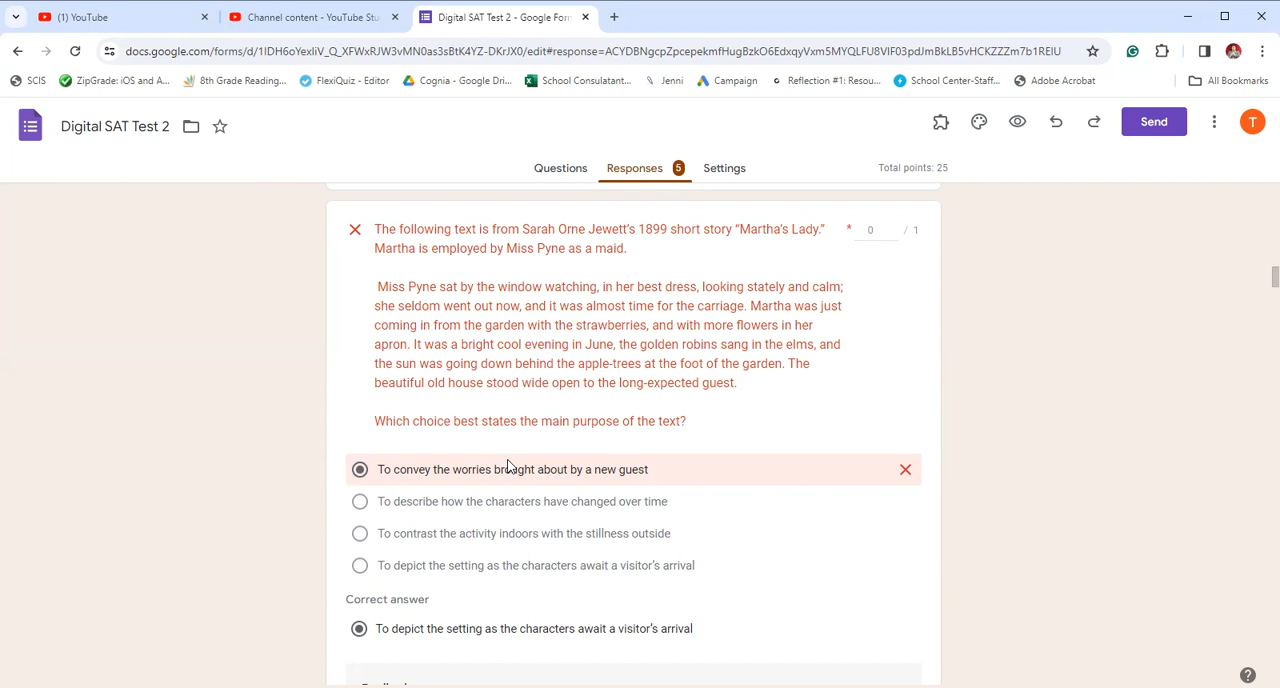 (1) YouTube
Channel content - YouTube Stu
Digital SAT Test 2 - Google For
docs.google.com/forms/d/1IDH6oYexIiV_Q_XFWxRJW3vMN0as3sBtK4YZ-DKrJX0/edit#response=ACYDBNgcpZpcepekmfHugBzkO6EdxqyVxm5MYQLFU8VIF03pdJmBkLB5vHCKZZZm7b1REIU
SCIS
ZipGrade: iOS and A...
8th Grade Reading...
FlexiQuiz - Editor
Cognia - Google Dri...
School Consulatant...
Jenni
Campaign
Reflection #1: Resou...
School Center-Staff...
Adobe Acrobat
All Bookmarks
Digital SAT Test 2
Send
T
Questions
Responses 5
Settings
Total points: 25
The following text is from Sarah Orne Jewett's 1899 short story “Martha's Lady.” * 0 / 1
Martha is employed by Miss Pyne as a maid.
Miss Pyne sat by the window watching, in her best dress, looking stately and calm;
she seldom went out now, and it was almost time for the carriage. Martha was just
coming in from the garden with the strawberries, and with more flowers in her
apron. It was a bright cool evening in June, the golden robins sang in the elms, and
the sun was going down behind the apple-trees at the foot of the garden. The
beautiful old house stood wide open to the long-expected guest.
Which choice best states the main purpose of the text?
To convey the worries brought about by a new guest
To describe how the characters have changed over time
To contrast the activity indoors with the stillness outside
To depict the setting as the characters await a visitor's arrival
Correct answer
To depict the setting as the characters await a visitor's arrival